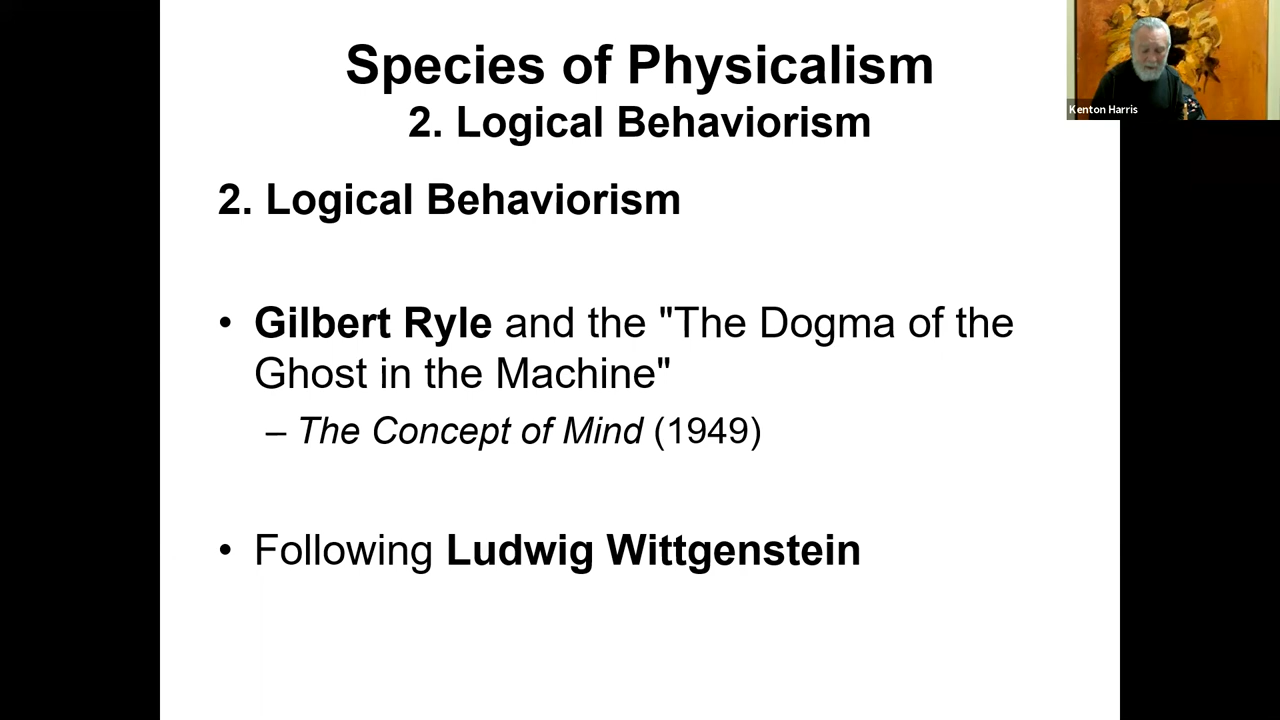 Species of Physicalism
2. Logical Behaviorism
2. Logical Behaviorism
• Gilbert Ryle and the "The Dogma of the
Ghost in the Machine"
– The Concept of Mind (1949)
• Following Ludwig Wittgenstein
Kenton Harris